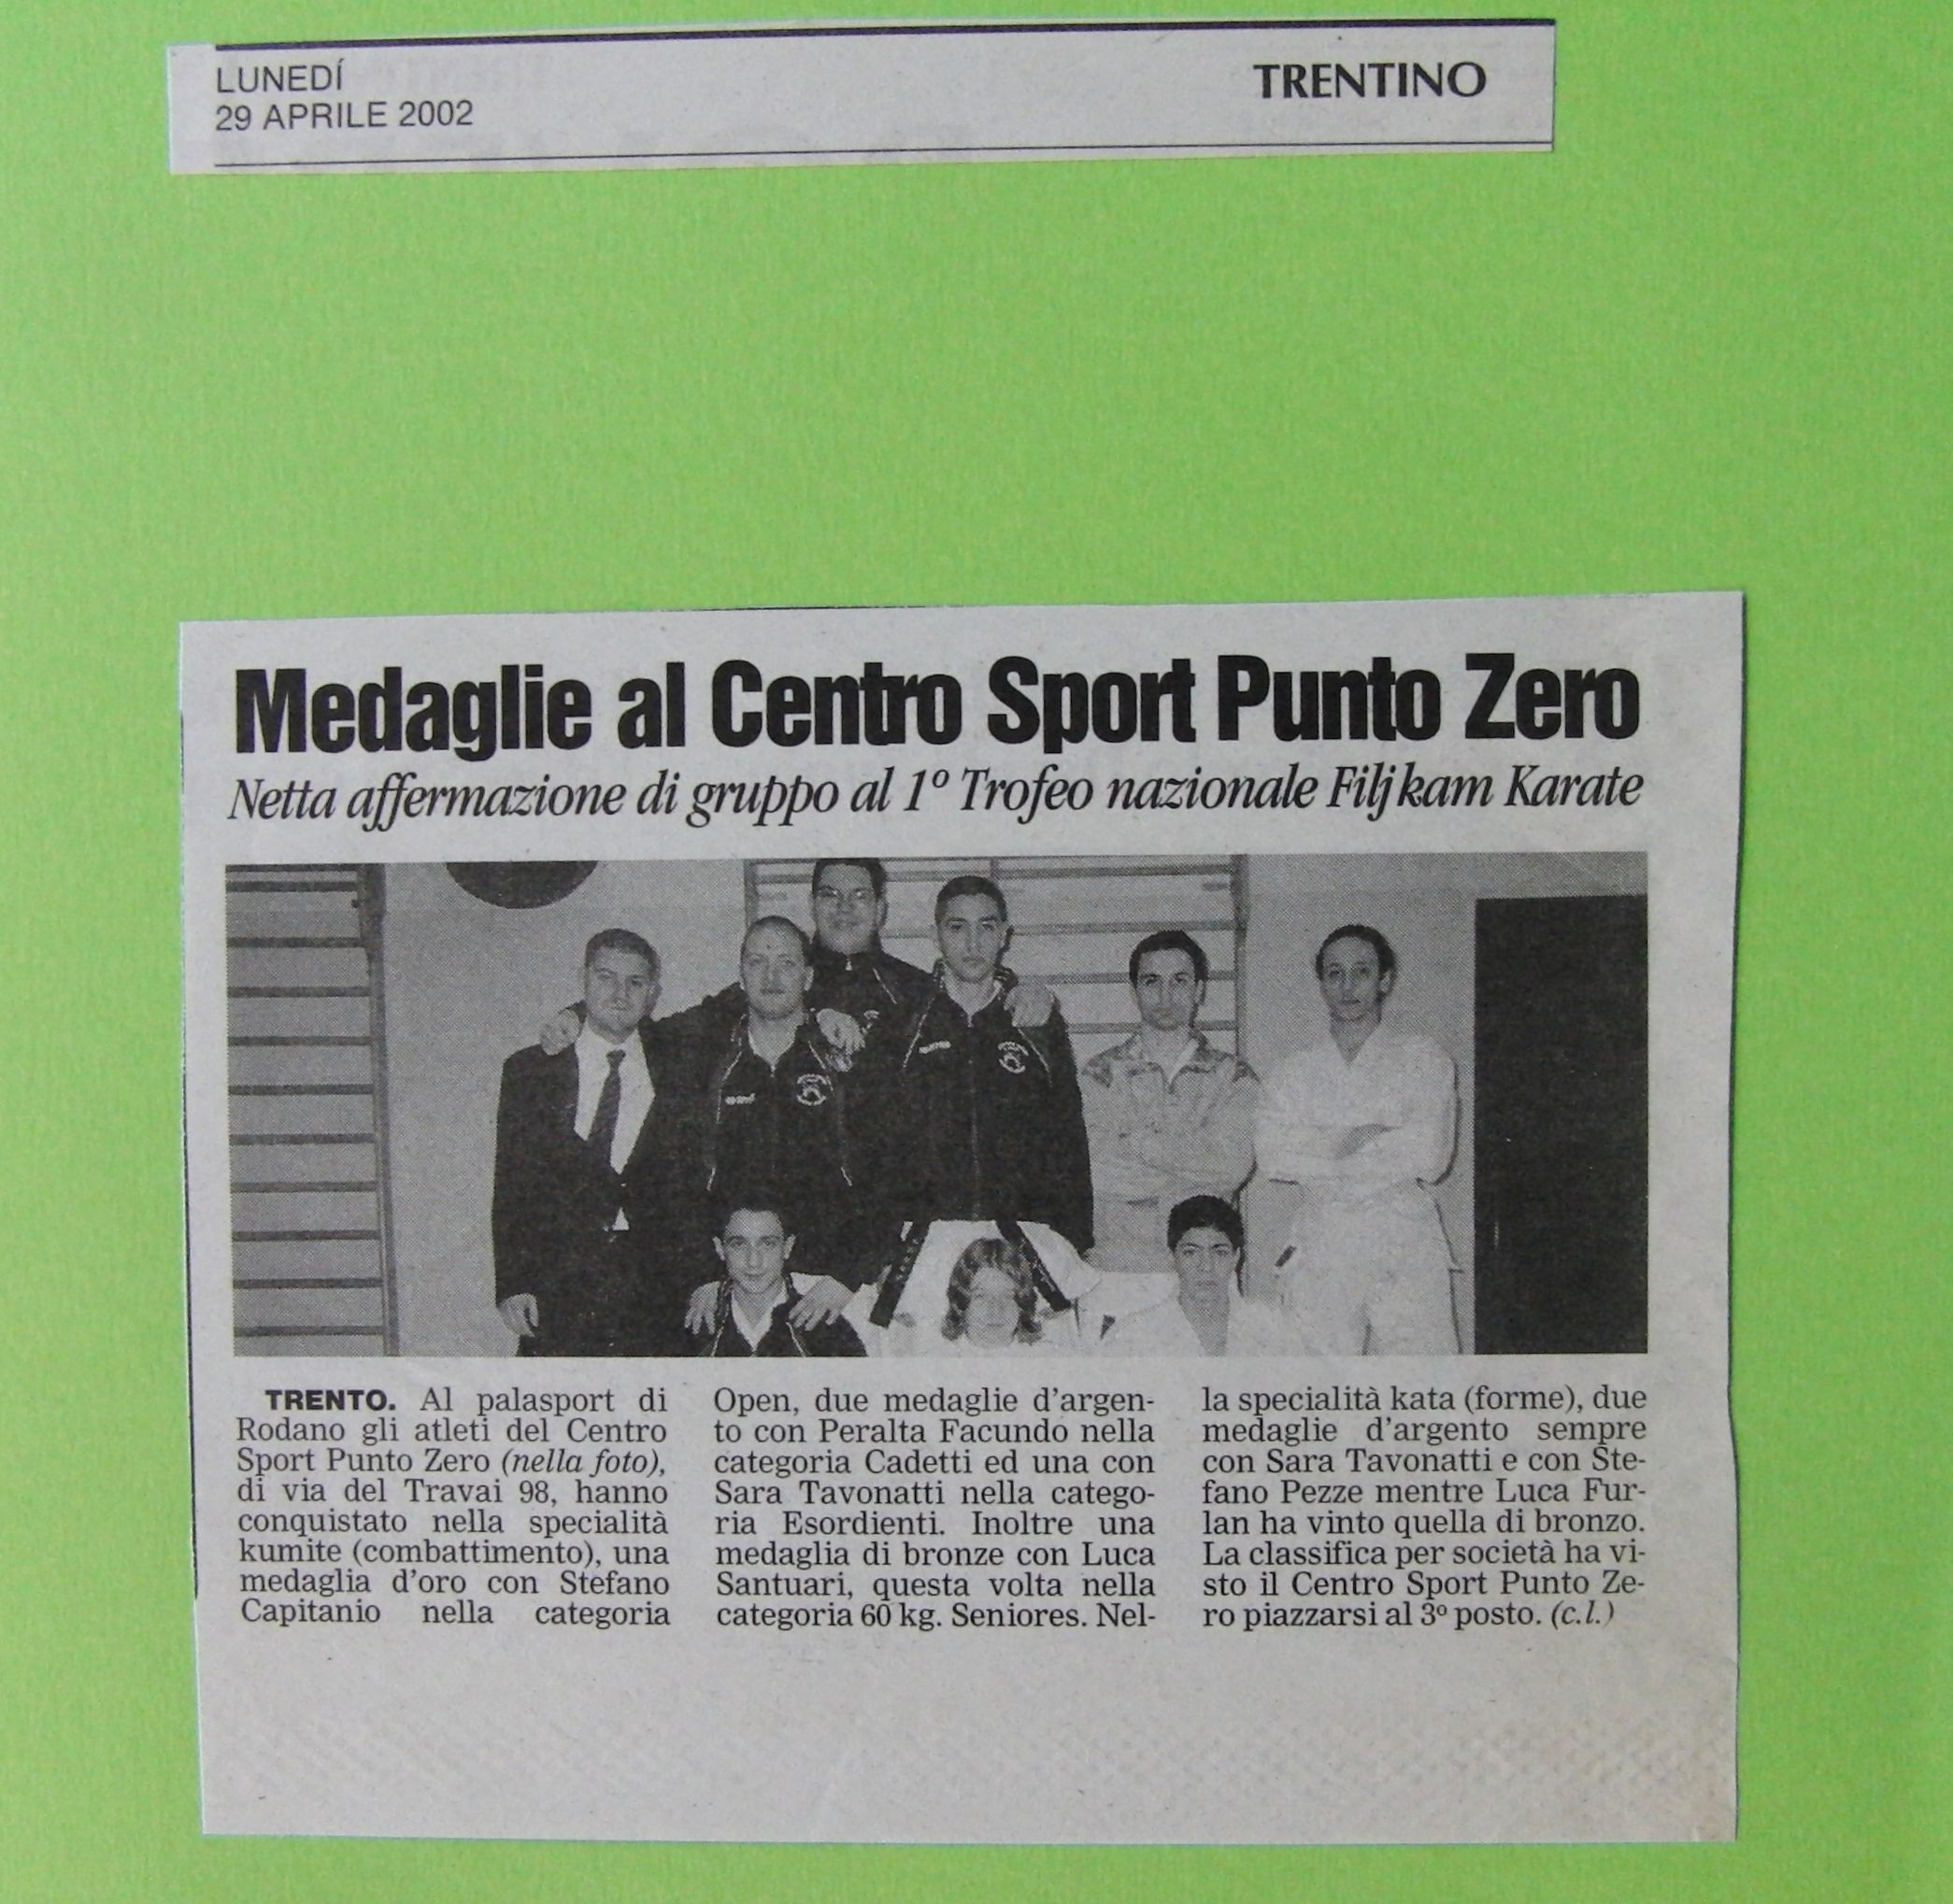 LUNEDÍ
29 APRILE 2002
TRENTINO
Medaglie al Centro Sport Punto Zero
Netta affermazione di gruppo al 1º Trofeo nazionale Filjkam Karate
TRENTO. Al palasport di
Rodano gli atleti del Centro
Sport Punto Zero (nella foto),
di via del Travai 98, hanno
conquistato nella specialità
kumite (combattimento), una
medaglia d'oro con Stefano
Capitanio nella categoria
Open, due medaglie d'argen-
to con Peralta Facundo nella
categoria Cadetti ed una con
Sara Tavonatti nella catego-
ria Esordienti. Inoltre una
medaglia di bronze con Luca
Santuari, questa volta nella
categoria 60 kg. Seniores. Nel-
la specialità kata (forme), due
medaglie d'argento sempre
con Sara Tavonatti e con Ste-
fano Pezze mentre Luca Fur-
lan ha vinto quella di bronzo.
La classifica per società ha vi-
sto il Centro Sport Punto Ze-
ro piazzarsi al 3º posto. (c.l.)